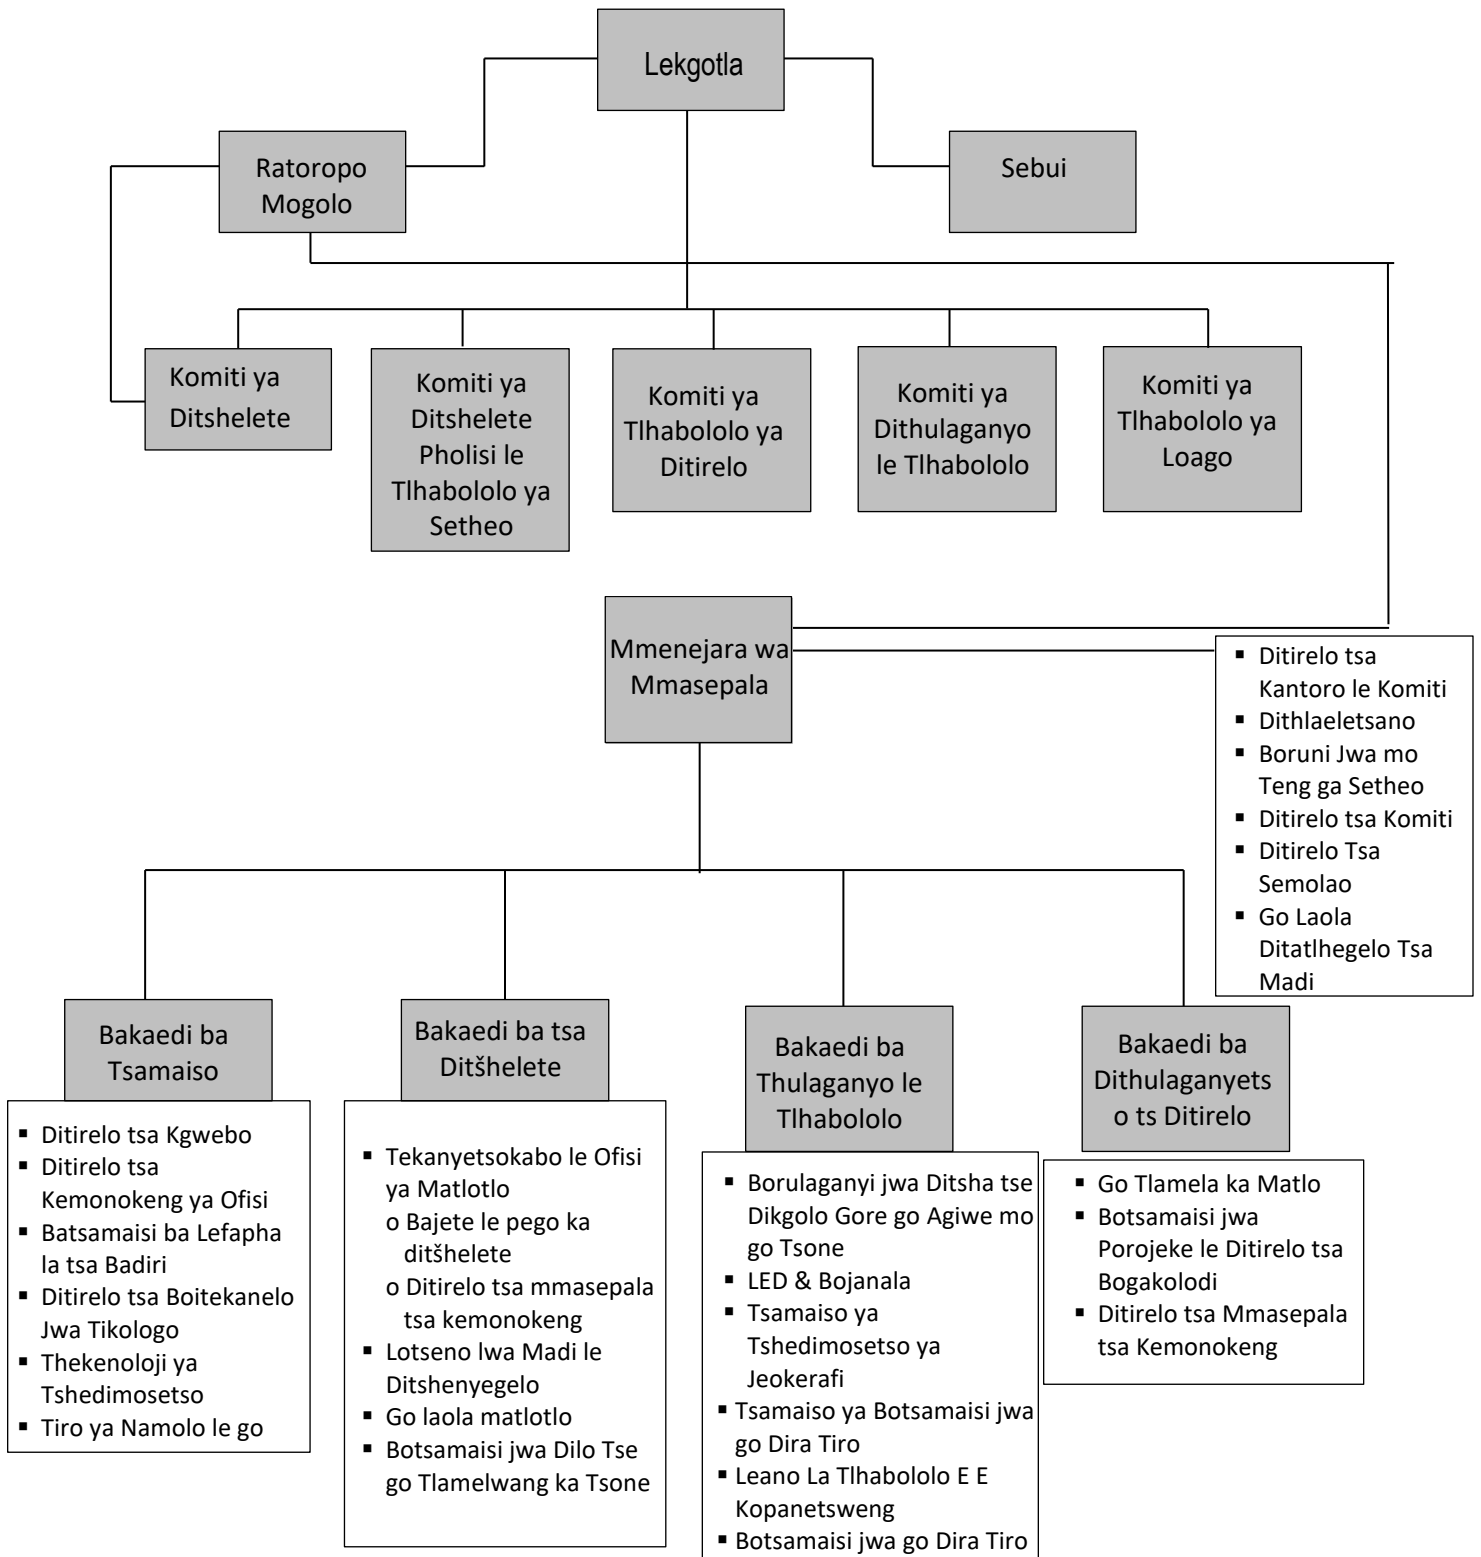 Lekgotla
Ratoropo
Mogolo
Sebui
Komiti ya
Ditshelete
Komiti ya
Ditshelete
Pholisi le
Tlhabololo ya
Setheo
Komiti ya
Tlhabololo ya
Ditirelo
Komiti ya
Dithulaganyo
le Tlhabololo
Komiti ya
Tlhabololo ya
Loago
Mmenejara wa
Mmasepala
▪ Ditirelo tsa
Kantoro le Komiti
▪ Dithlaeletsano
▪ Boruni Jwa mo
Teng ga Setheo
▪ Ditirelo tsa Komiti
▪ Ditirelo Tsa
Semolao
▪ Go Laola
Ditatlhegelo Tsa
Madi
Bakaedi ba
Tsamaiso
▪ Ditirelo tsa Kgwebo
▪ Ditirelo tsa
Kemonokeng ya Ofisi
▪ Batsamaisi ba Lefapha
la tsa Badiri
▪ Ditirelo tsa Boitekanelo
Jwa Tikologo
▪ Thekenoloji ya
Tshedimosetso
▪ Tiro ya Namolo le go
Bakaedi ba tsa
Ditšhelete
▪ Tekanyetsokabo le Ofisi
ya Matlotlo
o Bajete le pego ka
ditšhelete
o Ditirelo tsa mmasepala
tsa kemonokeng
▪ Lotseno lwa Madi le
Ditshenyegelo
▪ Go laola matlotlo
▪ Botsamaisi jwa Dilo Tse
go Tlamelwang ka Tsone
Bakaedi ba
Thulaganyo le
Tlhabololo
▪ Borulaganyi jwa Ditsha tse
Dikgolo Gore go Agiwe mo
go Tsone
▪ LED & Bojanala
▪ Tsamaiso ya
Tshedimosetso ya
Jeokerafi
▪ Tsamaiso ya Botsamaisi jwa
go Dira Tiro
▪ Leano La Tlhabololo E E
Kopanetsweng
▪ Botsamaisi jwa go Dira Tiro
Bakaedi ba
Dithulaganyets
o ts Ditirelo
▪ Go Tlamela ka Matlo
▪ Botsamaisi jwa
Porojeke le Ditirelo tsa
Bogakolodi
▪ Ditirelo tsa Mmasepala
tsa Kemonokeng